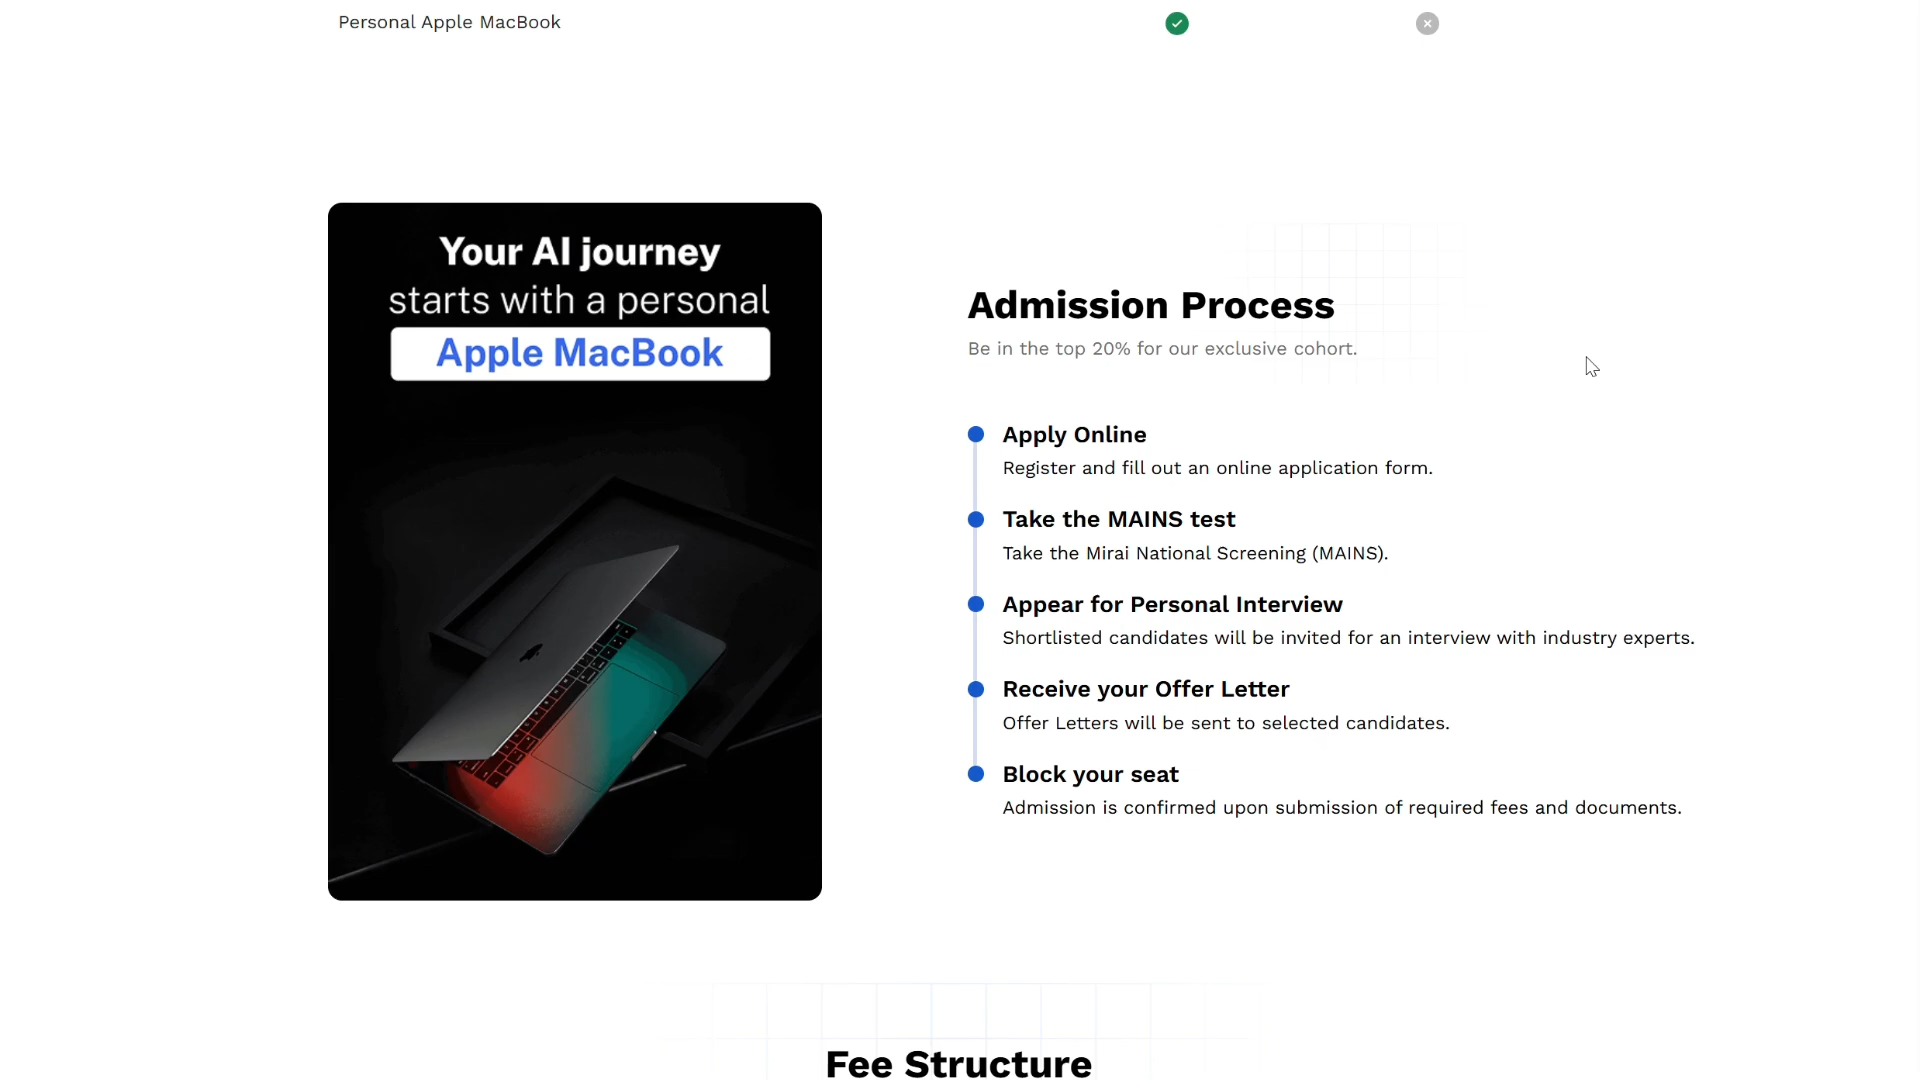 Personal Apple MacBook
Your AI journey
starts with a personal
Apple MacBook
Admission Process
Be in the top 20% for our exclusive cohort.
Apply Online
Register and fill out an online application form.
Take the MAINS test
Take the Mirai National Screening (MAINS).
Appear for Personal Interview
Shortlisted candidates will be invited for an interview with industry experts.
Receive your Offer Letter
Offer Letters will be sent to selected candidates.
Block your seat
Admission is confirmed upon submission of required fees and documents.
Fee Structure